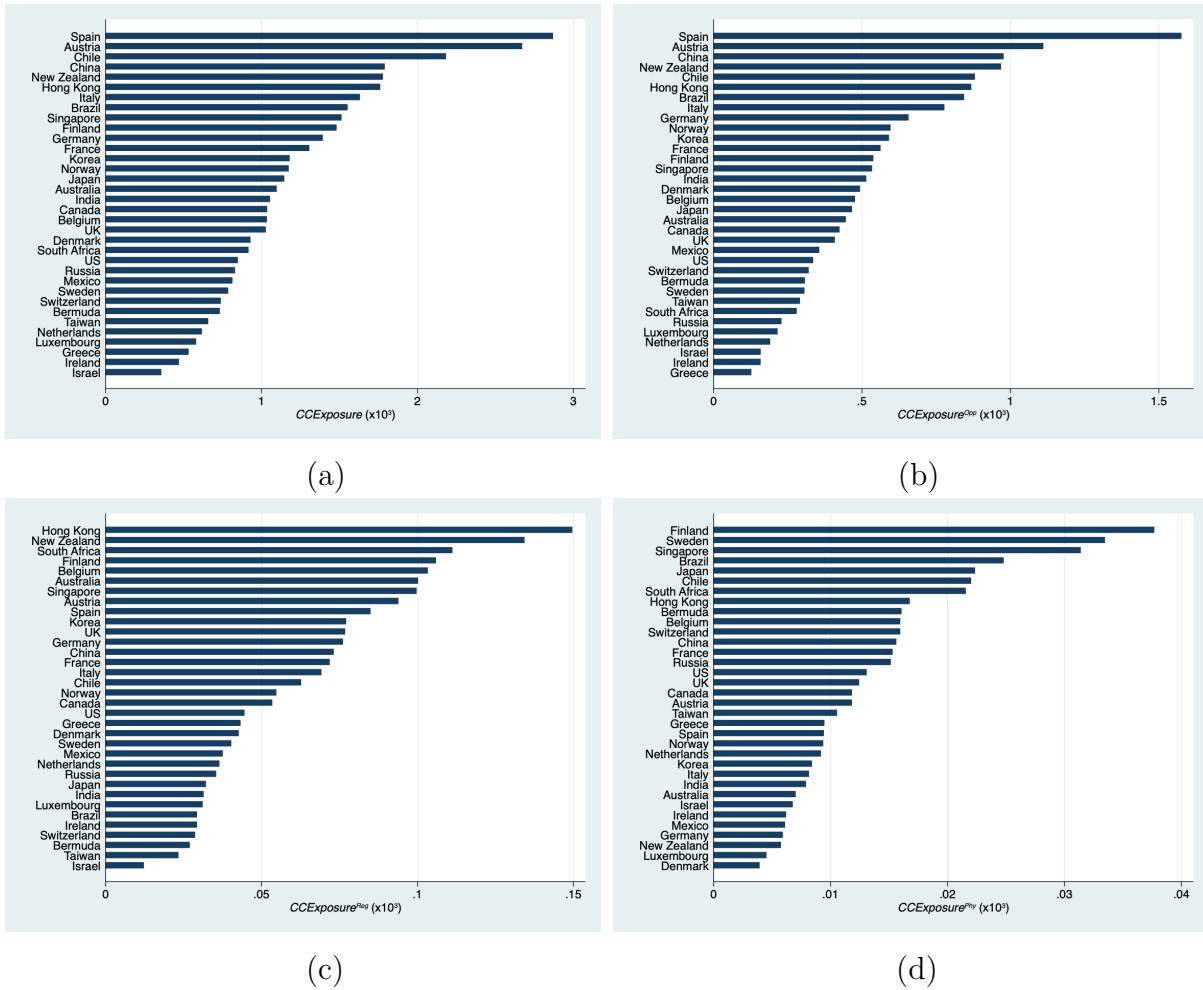 Spain
Austria
Chile
China
New Zealand
Hong Kong
Italy
Brazil
Singapore
Finland
Germany
France
Korea
Norway
Japan
Australia
India
Canada
Belgium
UK
Denmark
South Africa
US
Russia
Mexico
Sweden
Switzerland
Bermuda
Taiwan
Netherlands
Luxembourg
Greece
Ireland
Israel
0 1 2 3
CCExposure (x10³)
(a)
Spain
Austria
China
New Zealand
Chile
Hong Kong
Brazil
Italy
Germany
Norway
Korea
France
Finland
Singapore
India
Denmark
Belgium
Japan
Australia
Canada
UK
Mexico
US
Switzerland
Bermuda
Sweden
Taiwan
South Africa
Russia
Luxembourg
Netherlands
Israel
Ireland
Greece
0 .5 1 1.5
CCExposureᴼᵖᵖ (x10³)
(b)
Hong Kong
New Zealand
South Africa
Finland
Belgium
Australia
Singapore
Austria
Spain
Korea
UK
Germany
China
France
Italy
Chile
Norway
Canada
US
Greece
Denmark
Sweden
Mexico
Netherlands
Russia
Japan
India
Luxembourg
Brazil
Ireland
Switzerland
Bermuda
Taiwan
Israel
0 .05 .1 .15
CCExposureᴿᵉᵍ (x10³)
(c)
Finland
Sweden
Singapore
Brazil
Japan
Chile
South Africa
Hong Kong
Bermuda
Belgium
Switzerland
China
France
Russia
US
UK
Canada
Austria
Taiwan
Greece
Spain
Norway
Netherlands
Korea
Italy
India
Australia
Israel
Ireland
Mexico
Germany
New Zealand
Luxembourg
Denmark
0 .01 .02 .03 .04
CCExposureᴾʰʸ (x10³)
(d)